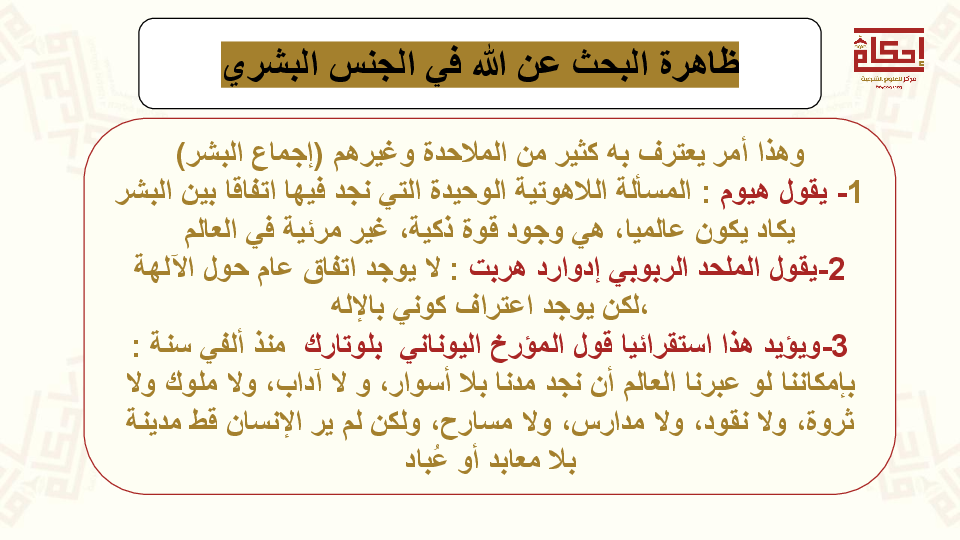 ظاهرة البحث عن الله في الجنس البشري
إحكام
مركز للعلوم الشرعية
وهذا أمر يعترف به كثير من الملاحدة وغيرهم (إجماع البشر)
1- يقول هيوم : المسألة اللاهوتية الوحيدة التي نجد فيها اتفاقا بين البشر
يكاد يكون عالميا، هي وجود قوة ذكية، غير مرئية في العالم
2-يقول الملحد الربوبي إدوارد هربت : لا يوجد اتفاق عام حول الآلهة
،لكن يوجد اعتراف كوني بالإله
3-ويؤيد هذا استقرائيا قول المؤرخ اليوناني بلوتارك منذ ألفي سنة :
بإمكاننا لو عبرنا العالم أن نجد مدنا بلا أسوار، و لا آداب، ولا ملوك ولا
ثروة، ولا نقود، ولا مدارس، ولا مسارح، ولكن لم ير الإنسان قط مدينة
بلا معابد أو عُباد